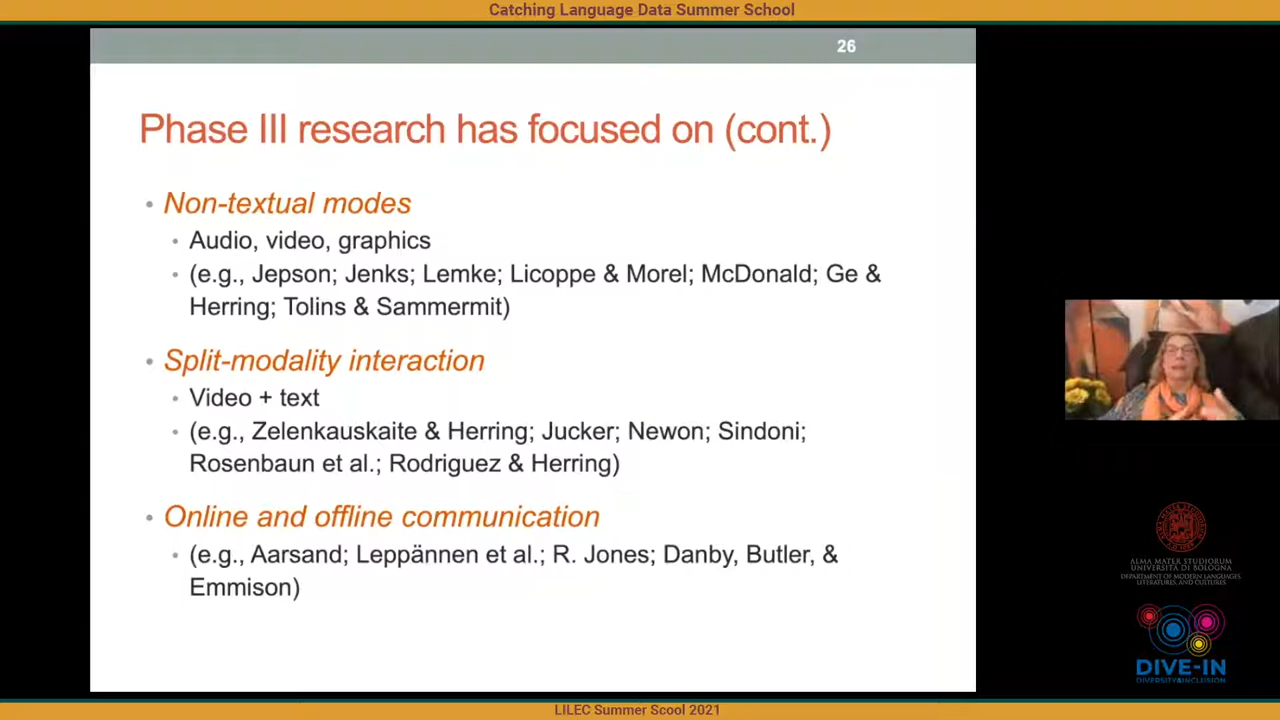 Catching Language Data Summer School
26
Phase III research has focused on (cont.)
• Non-textual modes
• Audio, video, graphics
• (e.g., Jepson; Jenks; Lemke; Licoppe & Morel; McDonald; Ge &
Herring; Tolins & Sammermit)
• Split-modality interaction
• Video + text
• (e.g., Zelenkauskaite & Herring; Jucker; Newon; Sindoni;
Rosenbaun et al.; Rodriguez & Herring)
• Online and offline communication
• (e.g., Aarsand; Leppännen et al.; R. Jones; Danby, Butler, &
Emmison)
ALMA MATER STUDIORUM
UNIVERSITÀ DI BOLOGNA
DEPARTMENT OF MODERN LANGUAGES,
LITERATURES, AND CULTURES
DIVE-IN
DIVERSITY&INCLUSION
LILEC Summer Scool 2021